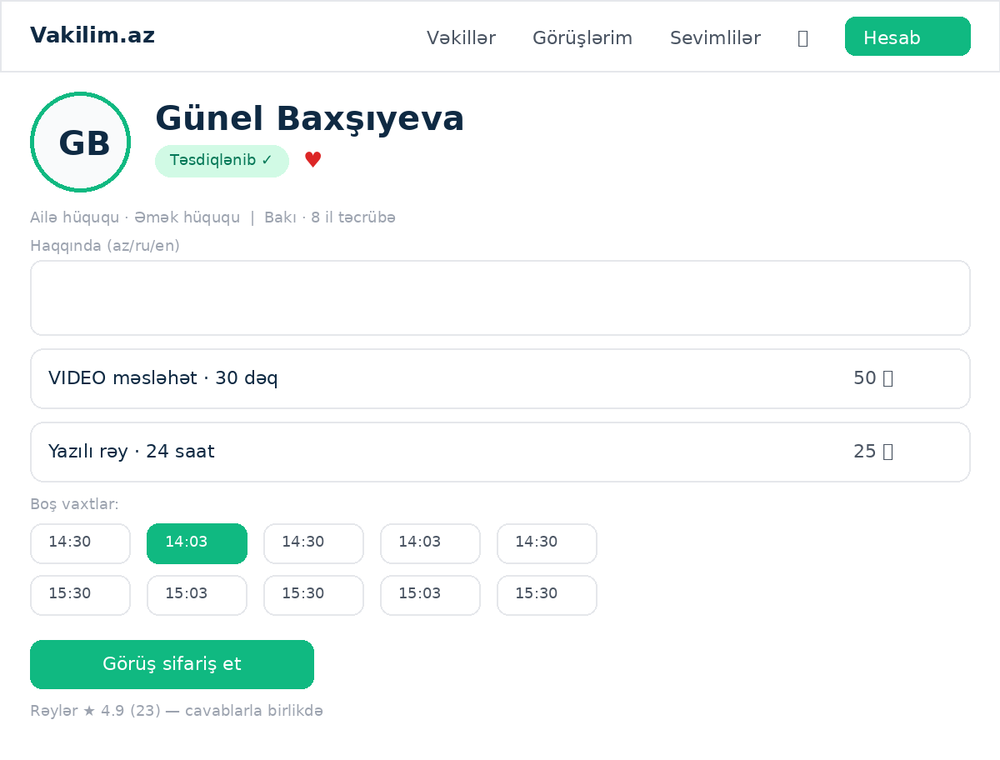 Vakilim.az Vəkillər Görüşlərim Sevimlilər Hesab
GB
Günel Baxşıyeva
Təsdiqlənib ✓ ♥
Ailə hüququ · Əmək hüququ | Bakı · 8 il təcrübə
Haqqında (az/ru/en)
VIDEO məsləhət · 30 dəq 50
Yazılı rəy · 24 saat 25
Boş vaxtlar:
14:30 14:03 14:30 14:03 14:30
15:30 15:03 15:30 15:03 15:30
Görüş sifariş et
Rəylər ★ 4.9 (23) — cavablarla birlikdə